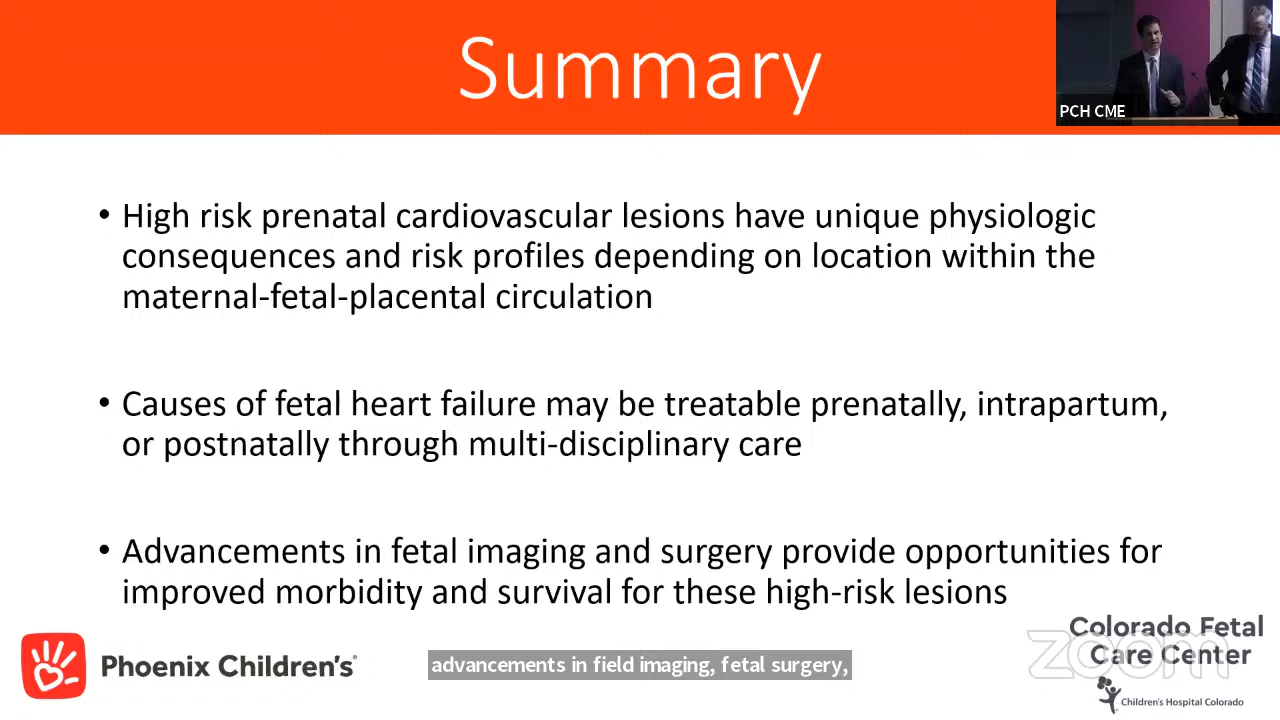 Summary
PCH CME
• High risk prenatal cardiovascular lesions have unique physiologic
consequences and risk profiles depending on location within the
maternal-fetal-placental circulation
• Causes of fetal heart failure may be treatable prenatally, intrapartum,
or postnatally through multi-disciplinary care
• Advancements in fetal imaging and surgery provide opportunities for
improved morbidity and survival for these high-risk lesions
Phoenix Children's
advancements in field imaging, fetal surgery,
zoom
Colorado Fetal
Care Center
Children's Hospital Colorado